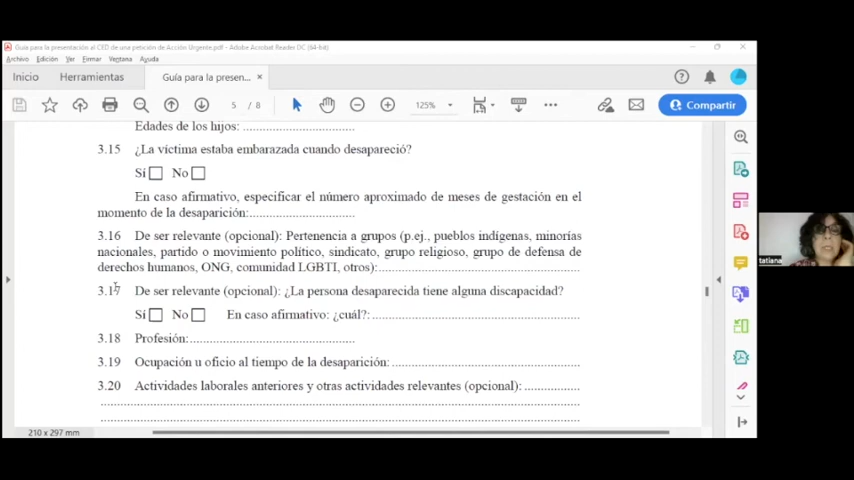 Guía para la presentación al CED de una petición de Acción Urgente.pdf - Adobe Acrobat Reader DC (64-bit)
Archivo Edición Ver Firmar Ventana Ayuda
Inicio Herramientas Guía para la presen... ×
5 / 8 125% Compartir
Edades de los hijos: ..................................
3.15 ¿La víctima estaba embarazada cuando desapareció?
Sí No
En caso afirmativo, especificar el número aproximado de meses de gestación en el
momento de la desaparición:................................
3.16 De ser relevante (opcional): Pertenencia a grupos (p.ej., pueblos indígenas, minorías
nacionales, partido o movimiento político, sindicato, grupo religioso, grupo de defensa de
derechos humanos, ONG, comunidad LGBTI, otros):............................................................
3.17 De ser relevante (opcional): ¿La persona desaparecida tiene alguna discapacidad?
Sí No En caso afirmativo: ¿cuál?: ..............................................................
3.18 Profesión:.................................................
3.19 Ocupación u oficio al tiempo de la desaparición: ........................................................
3.20 Actividades laborales anteriores y otras actividades relevantes (opcional): ................
210 x 297 mm
tatiana